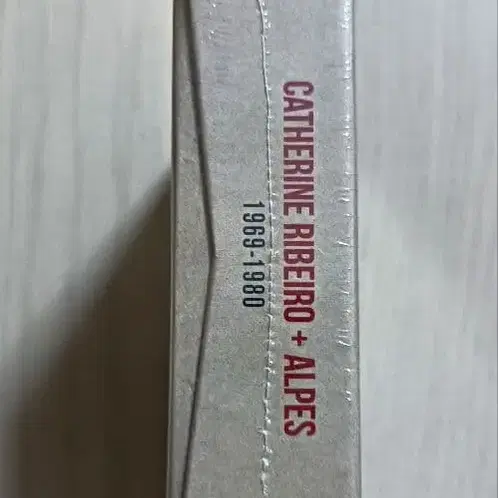 CATHERINE RIBEIRO + ALPES
1969-1980